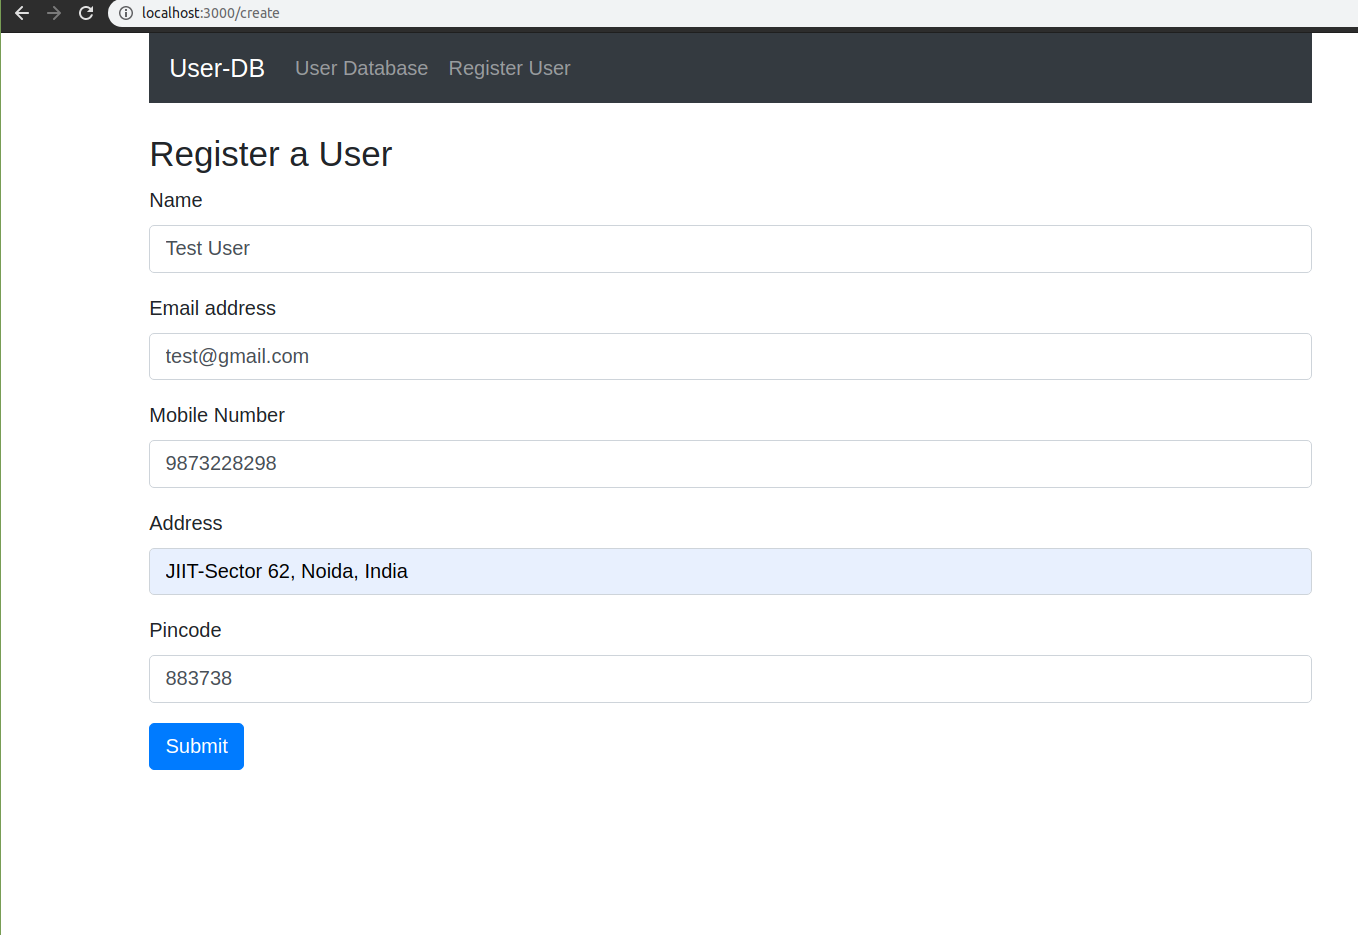 localhost:3000/create
User-DB User Database Register User
Register a User
Name
Test User
Email address
test@gmail.com
Mobile Number
9873228298
Address
JIIT-Sector 62, Noida, India
Pincode
883738
Submit